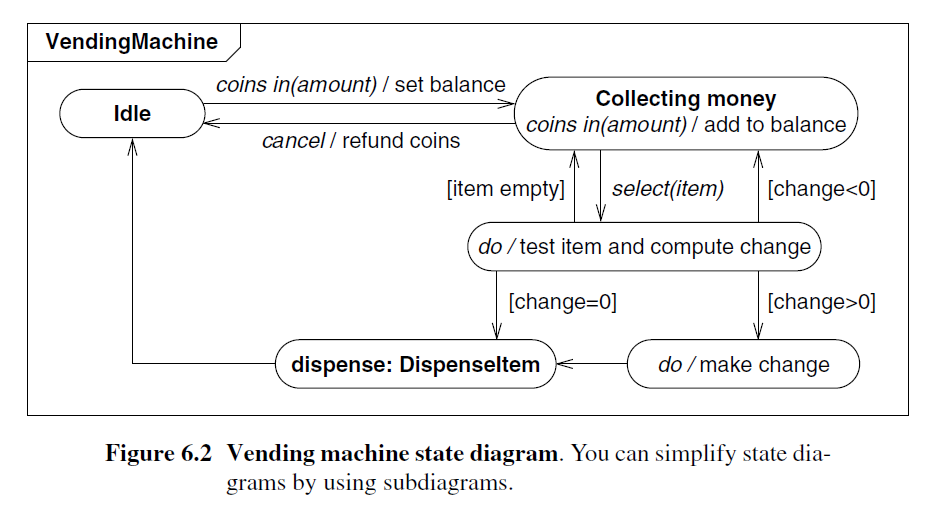 VendingMachine
coins in(amount) / set balance
Idle
Collecting money
coins in(amount) / add to balance
cancel / refund coins
[item empty]
select(item)
[change<0]
do / test item and compute change
[change=0]
[change>0]
dispense: DispenseItem
do / make change
Figure 6.2 Vending machine state diagram. You can simplify state dia-
grams by using subdiagrams.